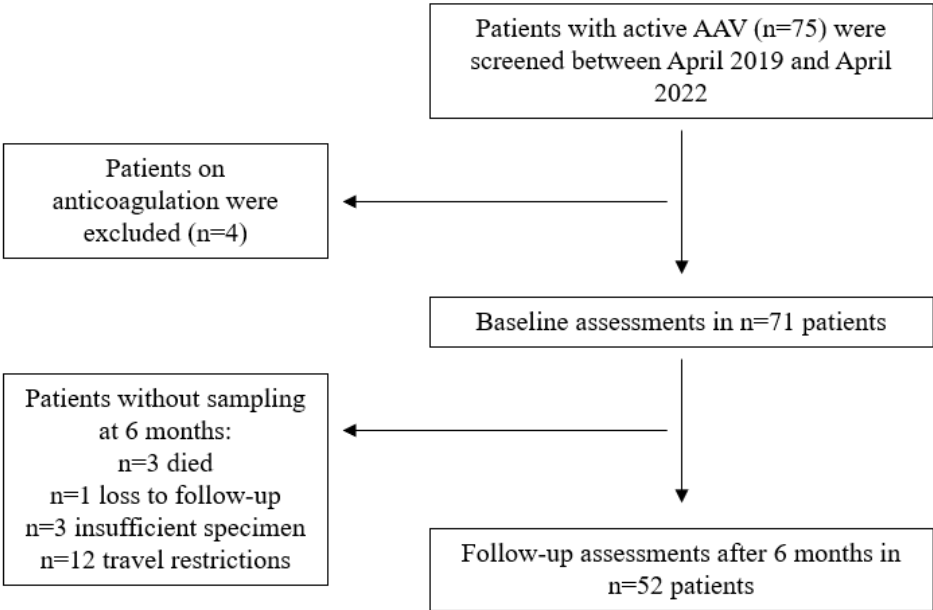 Patients with active AAV (n=75) were
screened between April 2019 and April
2022
Patients on
anticoagulation were
excluded (n=4)
Baseline assessments in n=71 patients
Patients without sampling
at 6 months:
n=3 died
n=1 loss to follow-up
n=3 insufficient specimen
n=12 travel restrictions
Follow-up assessments after 6 months in
n=52 patients